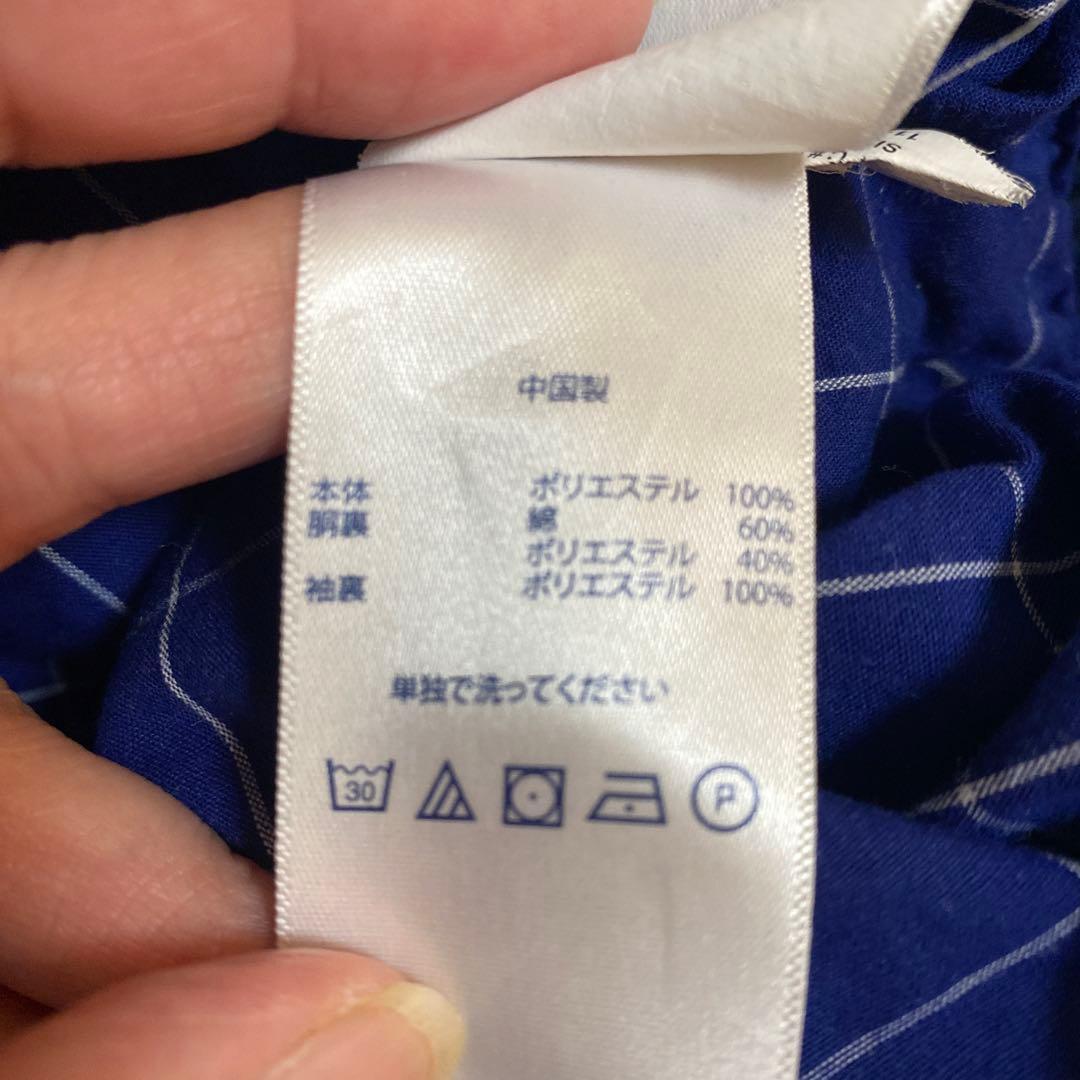 中国製
本体 ポリエステル 100%
胴裏 綿 60%
ポリエステル 40%
袖裏 ポリエステル 100%
単独で洗ってください
30
P